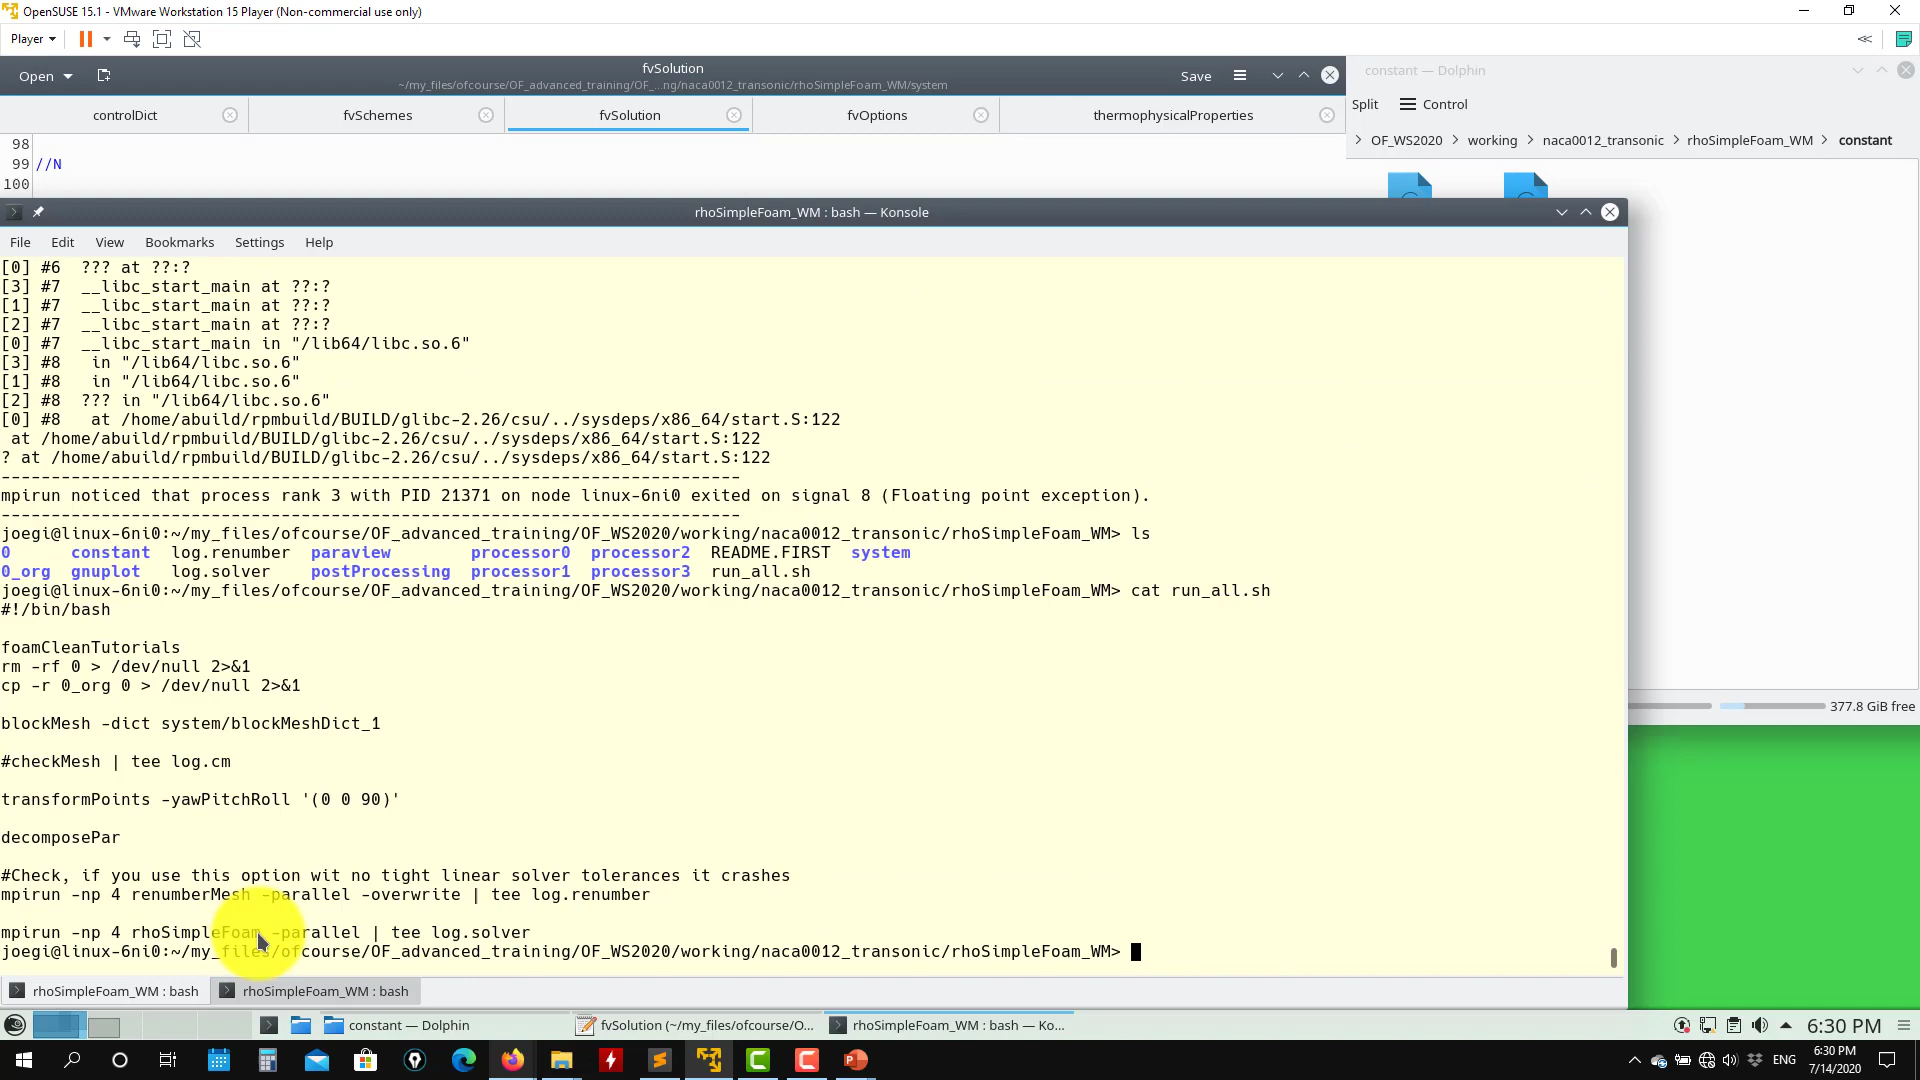 OpenSUSE 15.1 - VMware Workstation 15 Player (Non-commercial use only)
Player
Open
fvSolution
~/my_files/ofcourse/OF_advanced_training/OF_...ng/naca0012_transonic/rhoSimpleFoam_WM/system
Save
constant — Dolphin
controlDict
fvSchemes
fvSolution
fvOptions
thermophysicalProperties
Split
Control
OF_WS2020
working
naca0012_transonic
rhoSimpleFoam_WM
constant
98
99 //N
100
rhoSimpleFoam_WM : bash — Konsole
File Edit View Bookmarks Settings Help
[0] #6  ??? at ??:?
[3] #7  __libc_start_main at ??:?
[1] #7  __libc_start_main at ??:?
[2] #7  __libc_start_main at ??:?
[0] #7  __libc_start_main in "/lib64/libc.so.6"
[3] #8   in "/lib64/libc.so.6"
[1] #8   in "/lib64/libc.so.6"
[2] #8  ??? in "/lib64/libc.so.6"
[0] #8   at /home/abuild/rpmbuild/BUILD/glibc-2.26/csu/../sysdeps/x86_64/start.S:122
at /home/abuild/rpmbuild/BUILD/glibc-2.26/csu/../sysdeps/x86_64/start.S:122
? at /home/abuild/rpmbuild/BUILD/glibc-2.26/csu/../sysdeps/x86_64/start.S:122
--------------------------------------------------------------------------
mpirun noticed that process rank 3 with PID 21371 on node linux-6ni0 exited on signal 8 (Floating point exception).
--------------------------------------------------------------------------
joegi@linux-6ni0:~/my_files/ofcourse/OF_advanced_training/OF_WS2020/working/naca0012_transonic/rhoSimpleFoam_WM> ls
0      constant  log.renumber  paraview        processor0  processor2  README.FIRST  system
0_org  gnuplot   log.solver    postProcessing  processor1  processor3  run_all.sh
joegi@linux-6ni0:~/my_files/ofcourse/OF_advanced_training/OF_WS2020/working/naca0012_transonic/rhoSimpleFoam_WM> cat run_all.sh
#!/bin/bash
foamCleanTutorials
rm -rf 0 > /dev/null 2>&1
cp -r 0_org 0 > /dev/null 2>&1
blockMesh -dict system/blockMeshDict_1
#checkMesh | tee log.cm
transformPoints -yawPitchRoll '(0 0 90)'
decomposePar
#Check, if you use this option wit no tight linear solver tolerances it crashes
mpirun -np 4 renumberMesh -parallel -overwrite | tee log.renumber
mpirun -np 4 rhoSimpleFoam -parallel | tee log.solver
joegi@linux-6ni0:~/my_files/ofcourse/OF_advanced_training/OF_WS2020/working/naca0012_transonic/rhoSimpleFoam_WM>
377.8 GiB free
rhoSimpleFoam_WM : bash
rhoSimpleFoam_WM : bash
constant — Dolphin
fvSolution (~/my_files/ofcourse/O...
rhoSimpleFoam_WM : bash — Ko...
6:30 PM
ENG
6:30 PM
7/14/2020